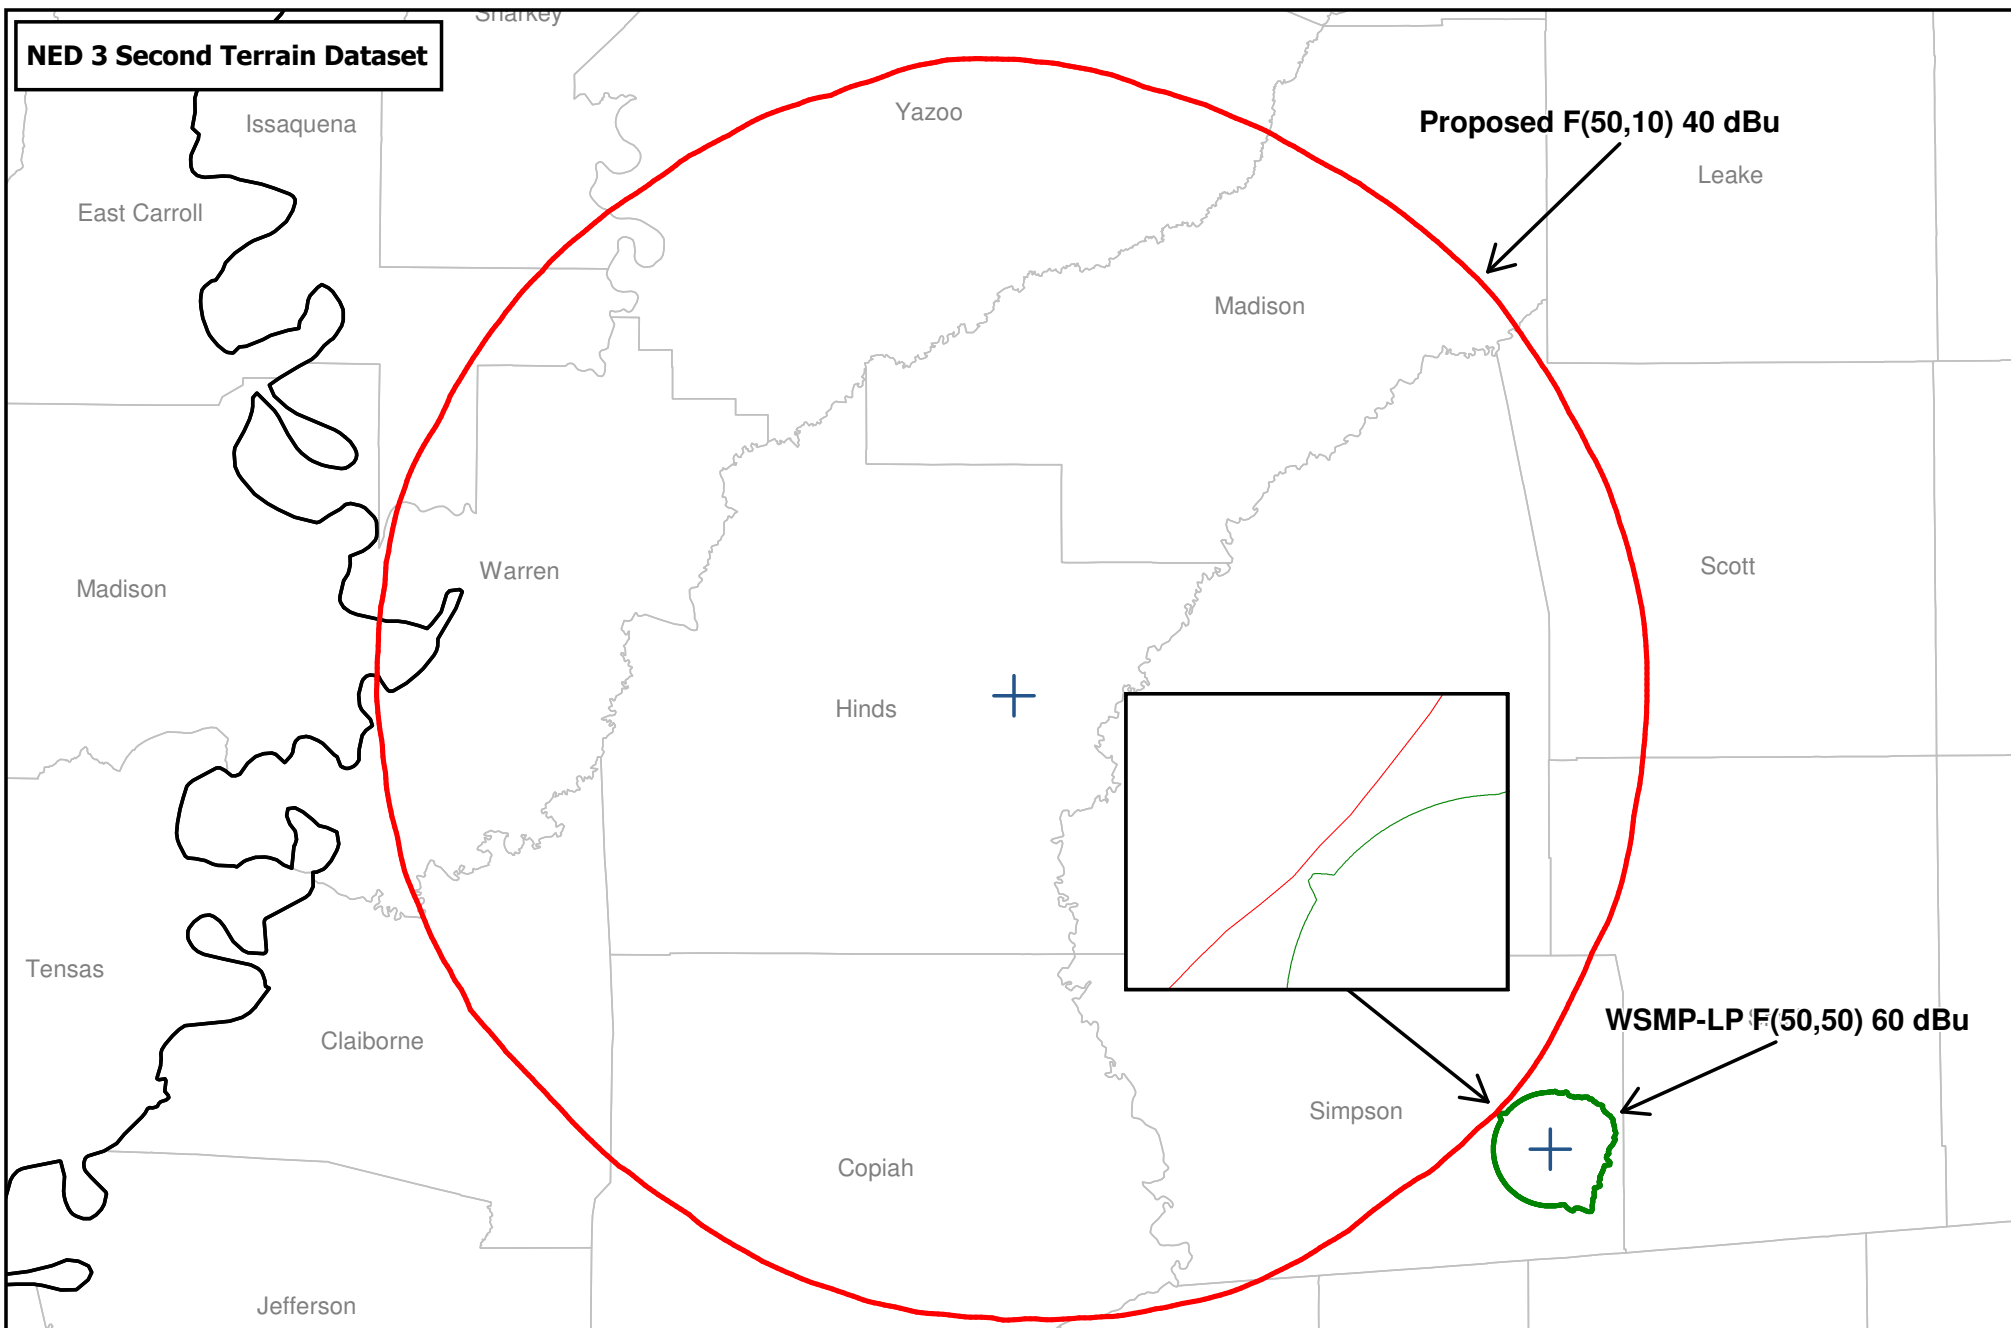 Sharkey
NED 3 Second Terrain Dataset
Issaquena
Yazoo
Proposed F(50,10) 40 dBu
Leake
East Carroll
Madison
Scott
Warren
Madison
Hinds
Tensas
WSMP-LP F(50,50) 60 dBu
Claiborne
Simpson
Copiah
Jefferson